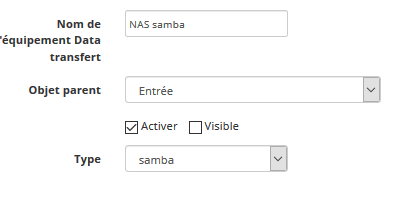 Nom de
l'équipement Data
transfert
NAS samba
Objet parent
Entrée
Activer
Visible
Type
samba